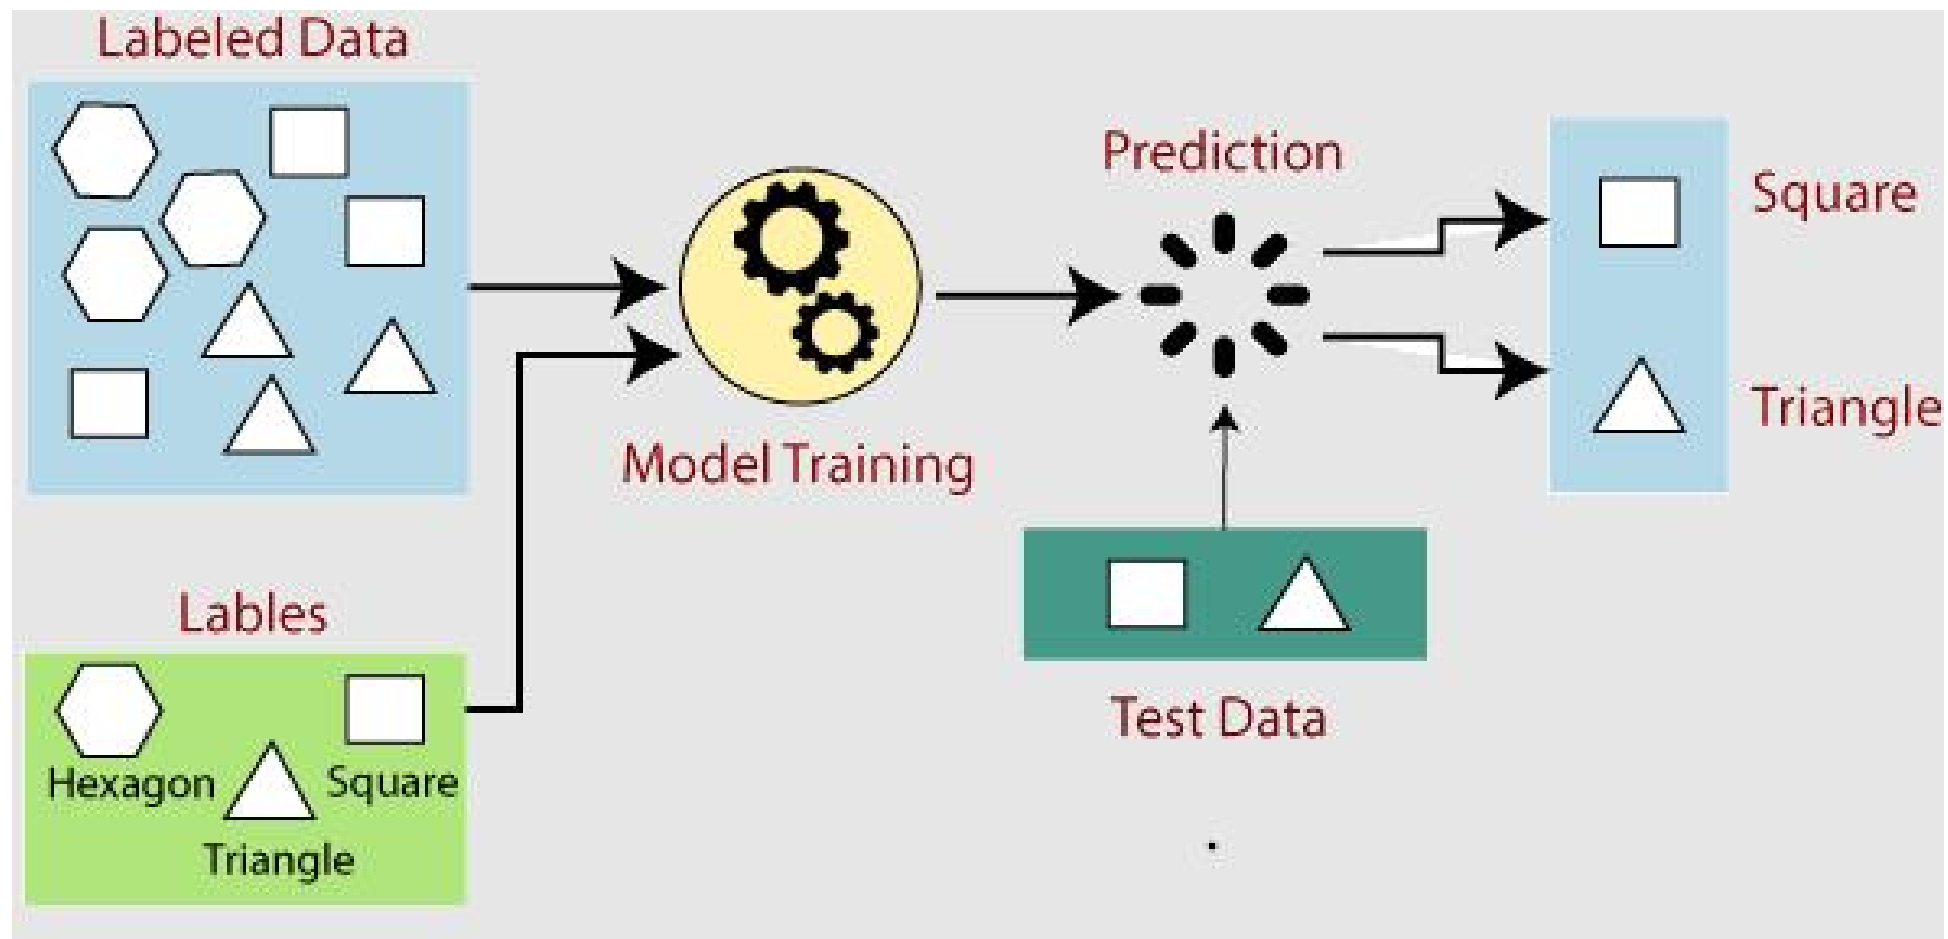 Labeled Data
Prediction
Square
Triangle
Model Training
Lables
Hexagon
Square
Triangle
Test Data